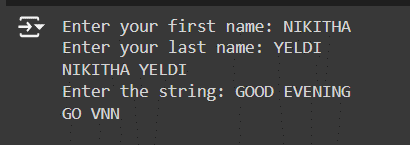 Enter your first name: NIKITHA
Enter your last name: YELDI
NIKITHA YELDI
Enter the string: GOOD EVENING
GO VNN